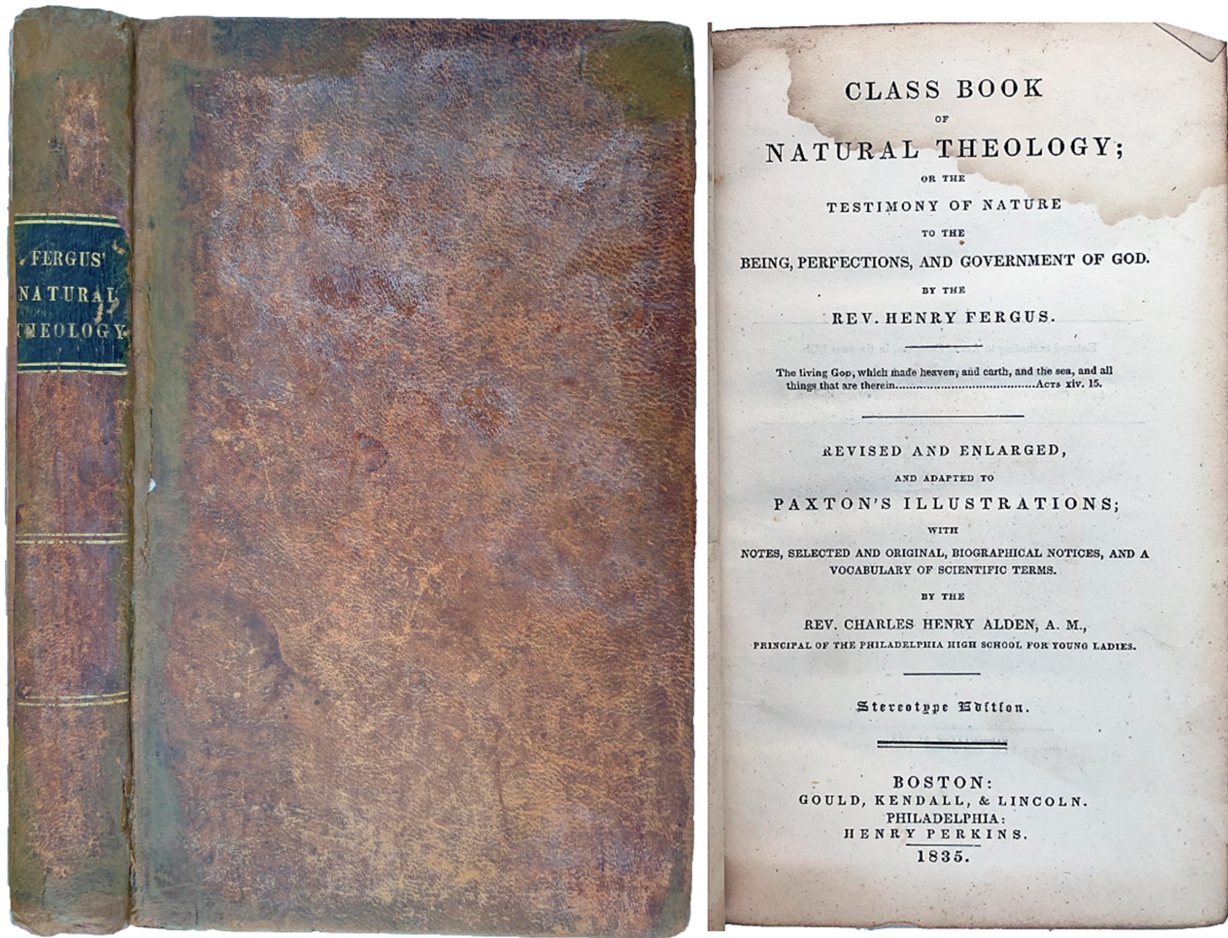 FERGUS'
NATURAL
THEOLOGY
CLASS BOOK
OF
NATURAL THEOLOGY;
OR THE
TESTIMONY OF NATURE
TO THE
BEING, PERFECTIONS, AND GOVERNMENT OF GOD.
BY THE
REV. HENRY FERGUS.
The living GOD, which made heaven, and earth, and the sea, and all
things that are therein........................................ACTS xiv. 15.
REVISED AND ENLARGED,
AND ADAPTED TO
PAXTON'S ILLUSTRATIONS;
WITH
NOTES, SELECTED AND ORIGINAL, BIOGRAPHICAL NOTICES, AND A
VOCABULARY OF SCIENTIFIC TERMS.
BY THE
REV. CHARLES HENRY ALDEN, A. M.,
PRINCIPAL OF THE PHILADELPHIA HIGH SCHOOL FOR YOUNG LADIES.
Stereotype Edition.
BOSTON:
GOULD, KENDALL, & LINCOLN.
PHILADELPHIA:
HENRY PERKINS.
1835.